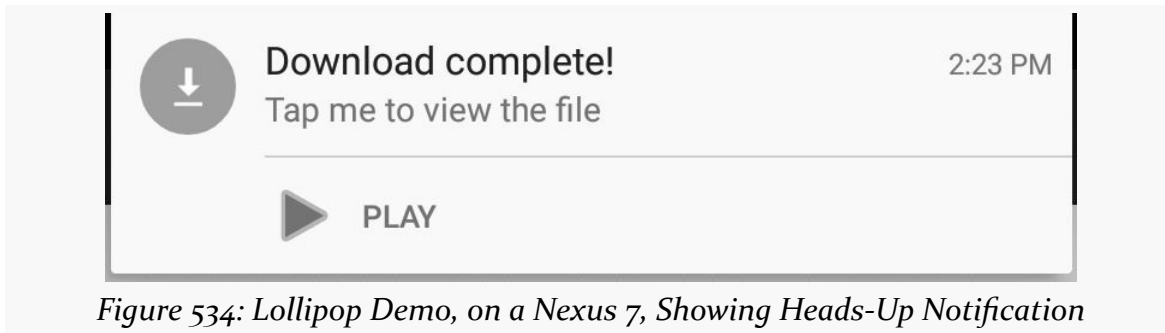 Download complete!
2:23 PM
Tap me to view the file
PLAY
Figure 534: Lollipop Demo, on a Nexus 7, Showing Heads-Up Notification